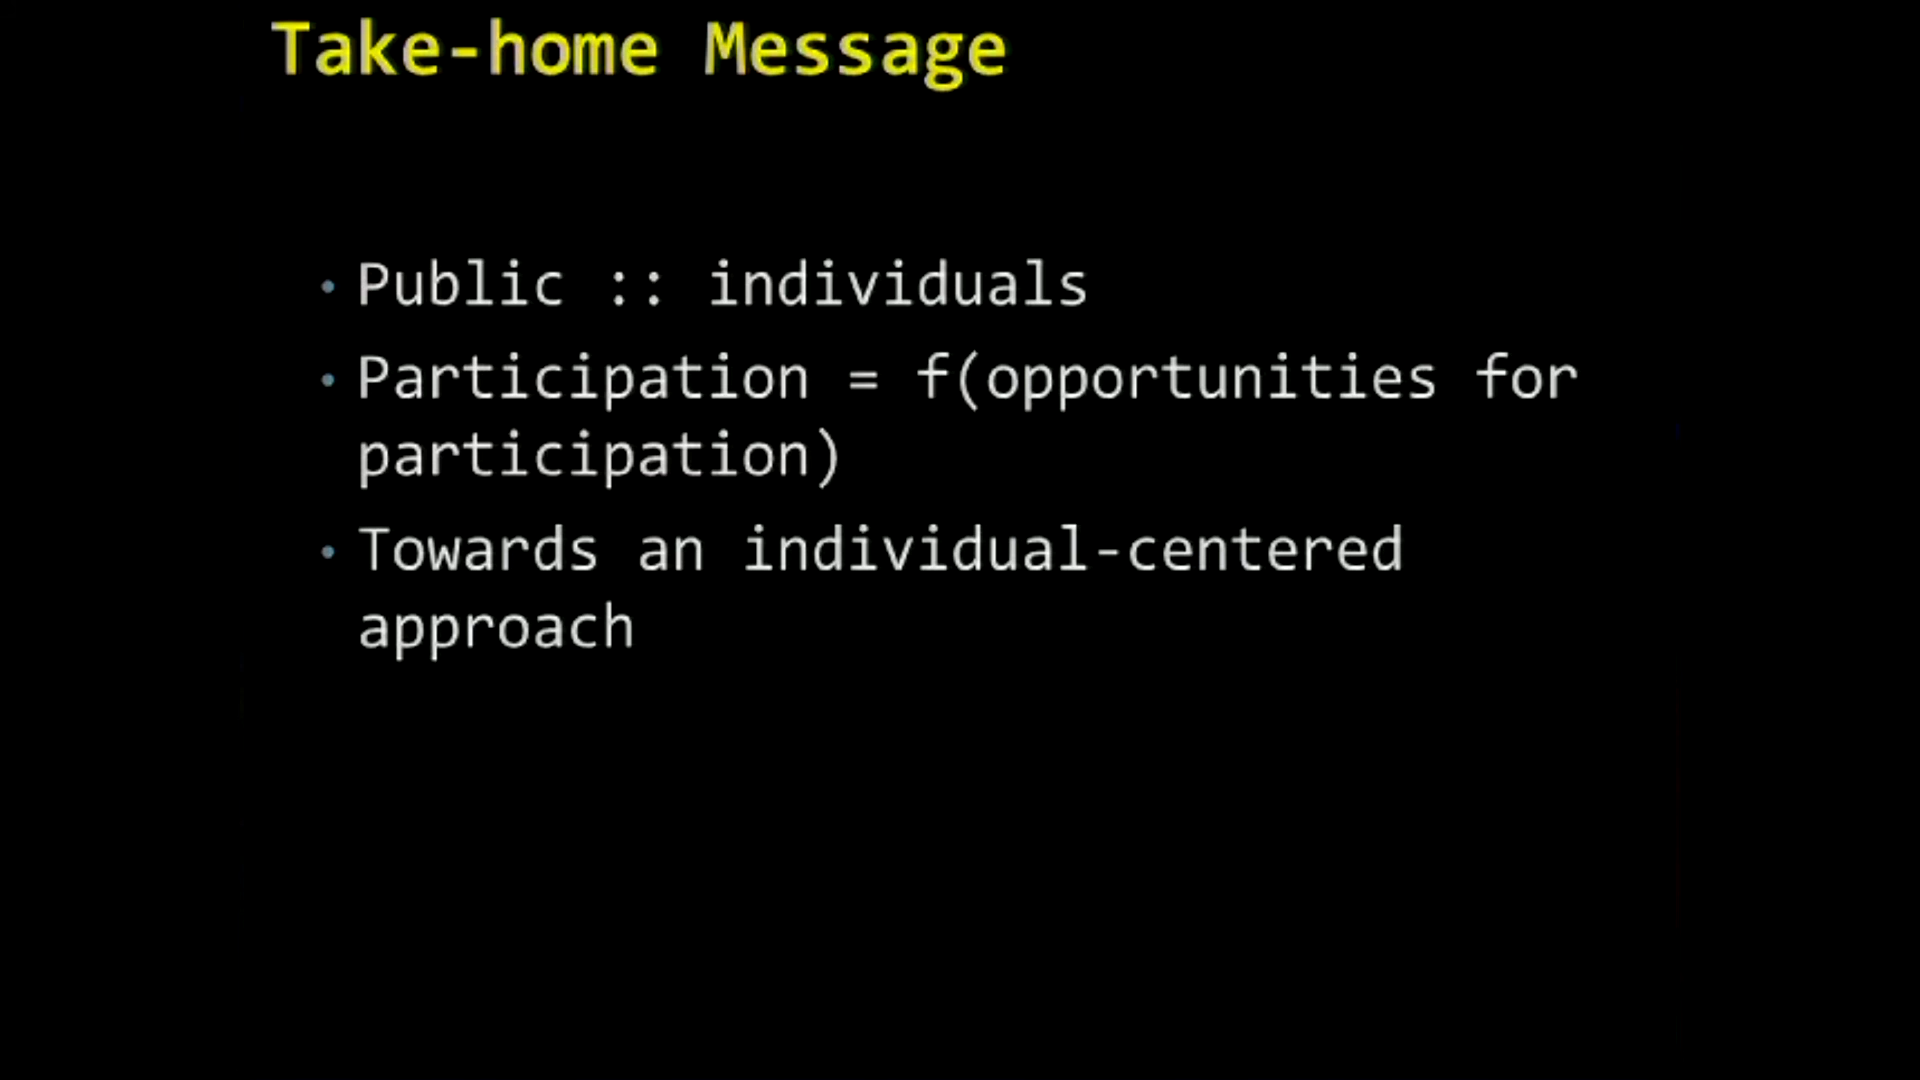 Take-home Message
• Public :: individuals
• Participation = f(opportunities for
participation)
• Towards an individual-centered
approach